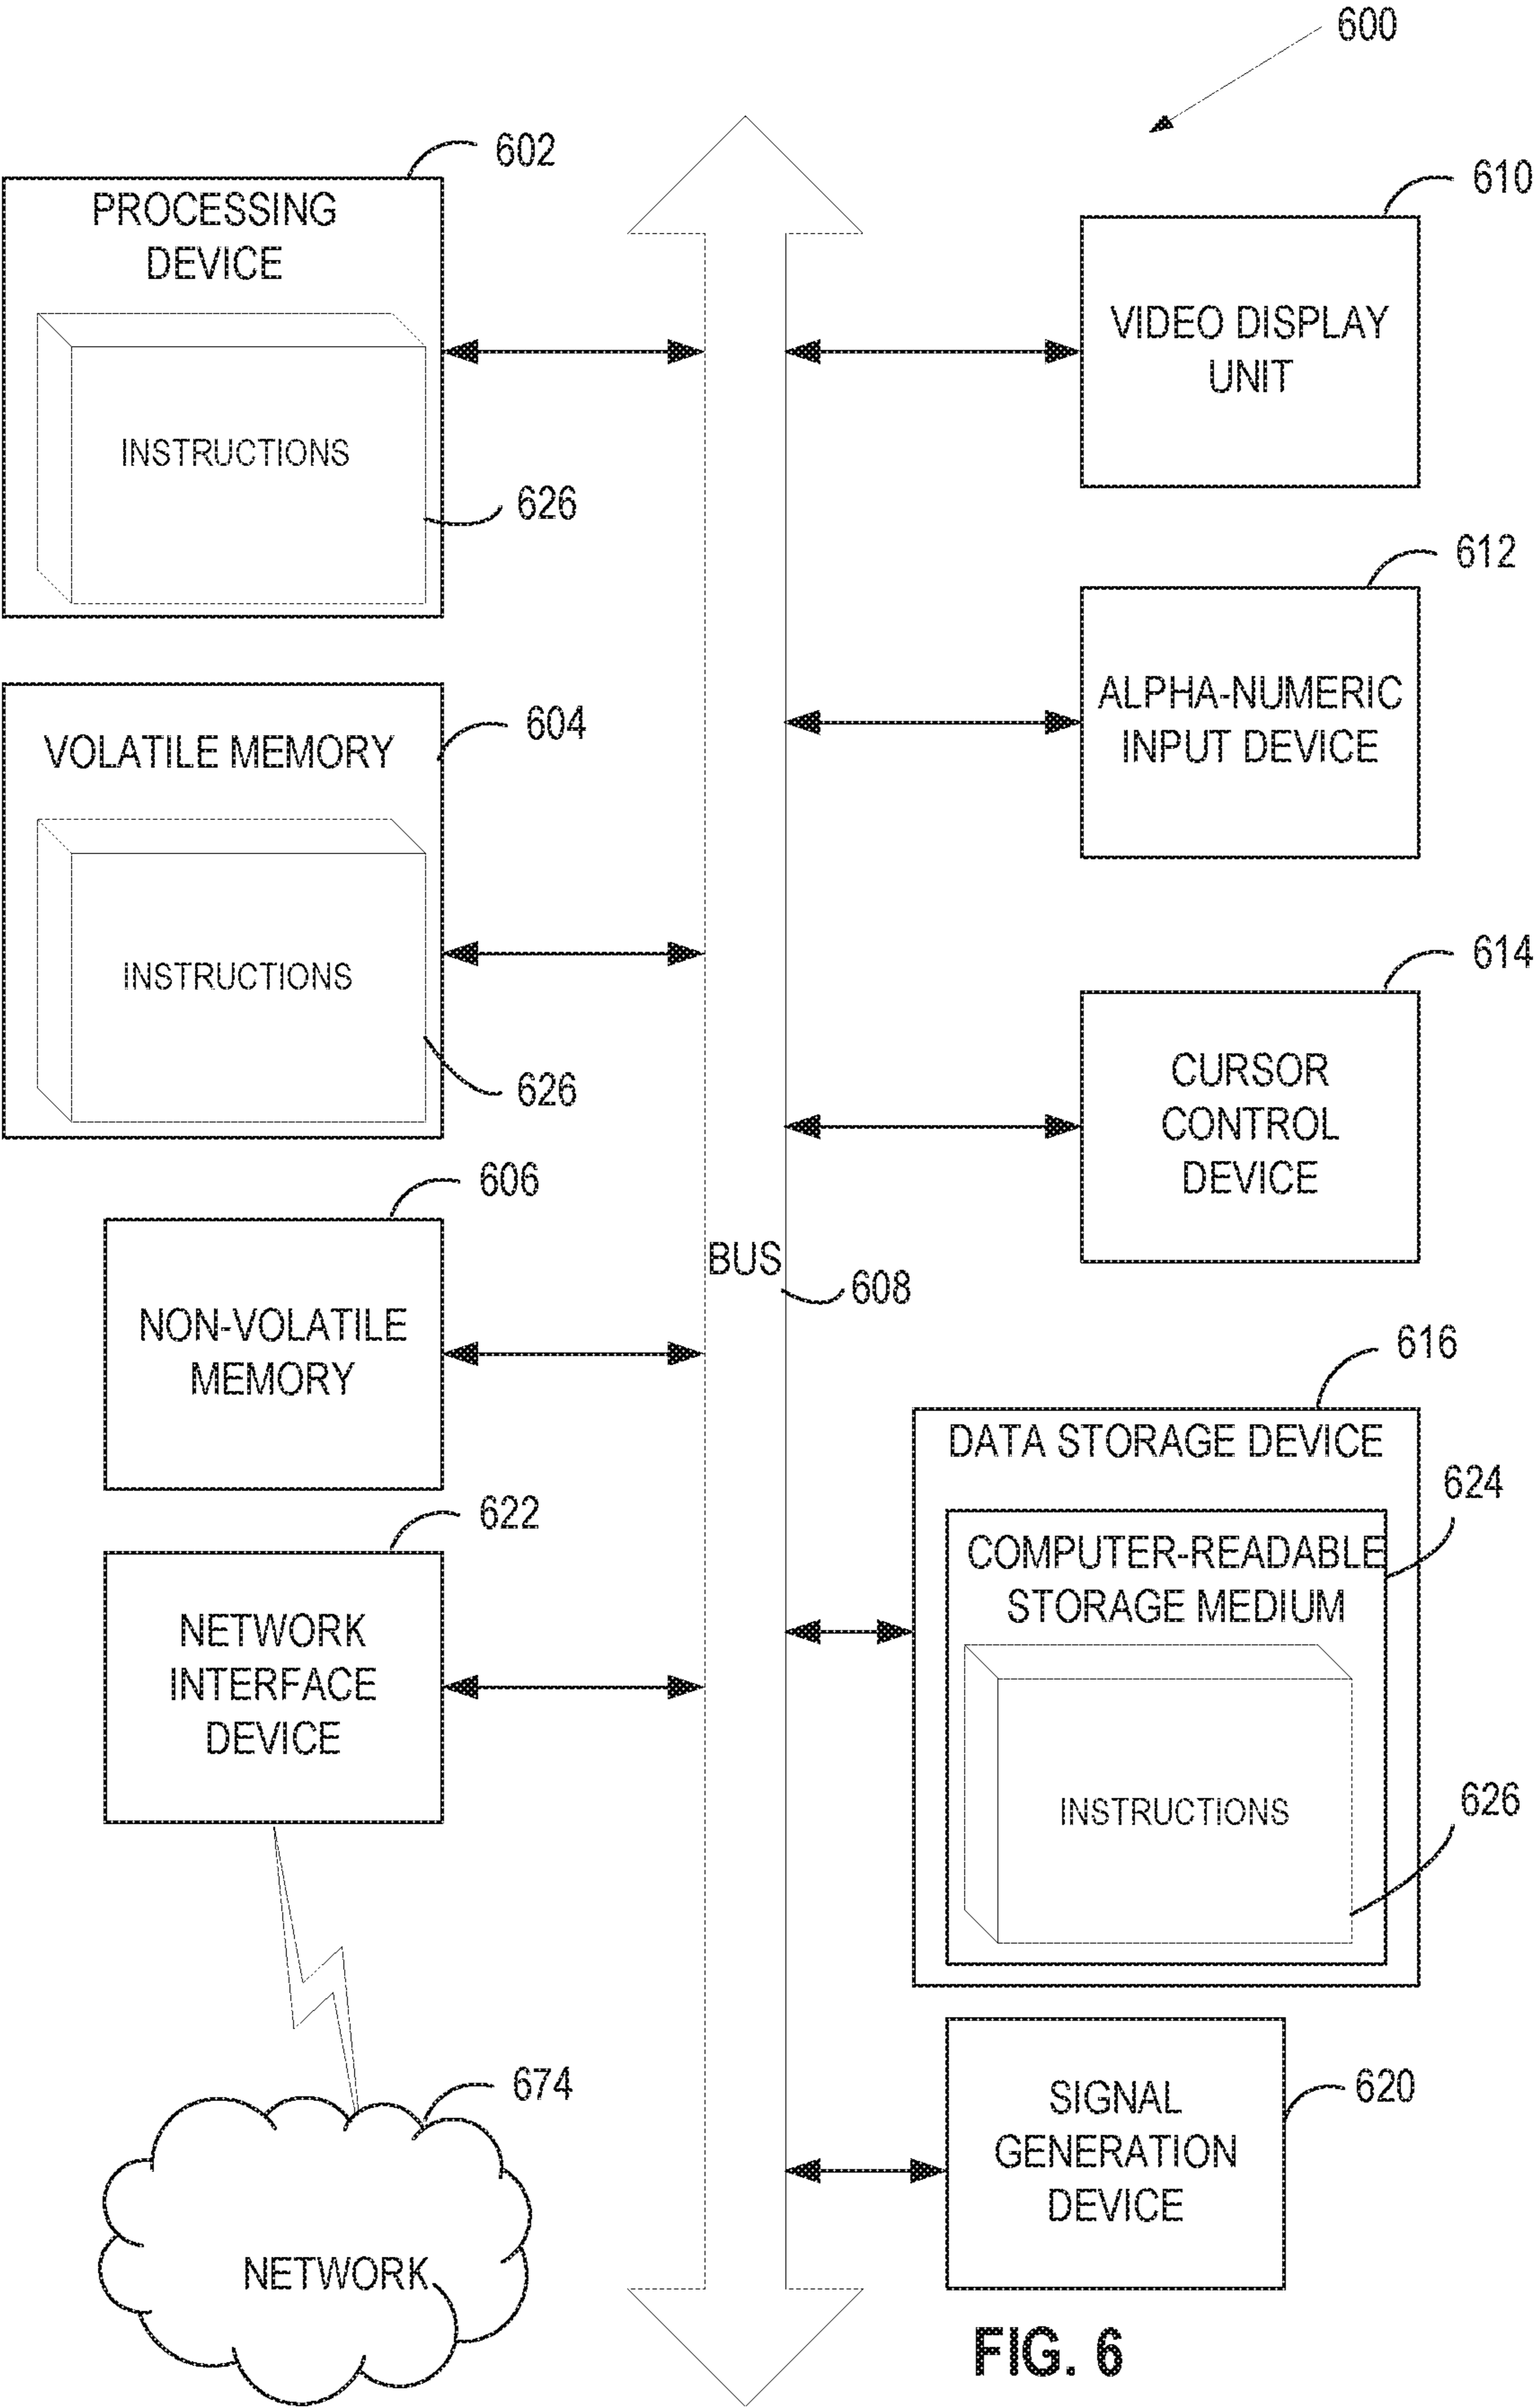 600
602
PROCESSING
DEVICE
INSTRUCTIONS
626
604
VOLATILE MEMORY
INSTRUCTIONS
626
606
NON-VOLATILE
MEMORY
622
NETWORK
INTERFACE
DEVICE
674
NETWORK
BUS
608
610
VIDEO DISPLAY
UNIT
612
ALPHA-NUMERIC
INPUT DEVICE
614
CURSOR
CONTROL
DEVICE
616
DATA STORAGE DEVICE
624
COMPUTER-READABLE
STORAGE MEDIUM
INSTRUCTIONS
626
620
SIGNAL
GENERATION
DEVICE
FIG. 6